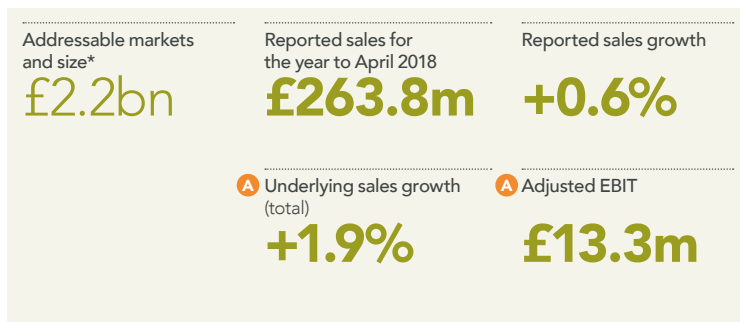 Addressable markets
and size*
£2.2bn
Reported sales for
the year to April 2018
£263.8m
Reported sales growth
+0.6%
A Underlying sales growth
(total)
+1.9%
A Adjusted EBIT
£13.3m